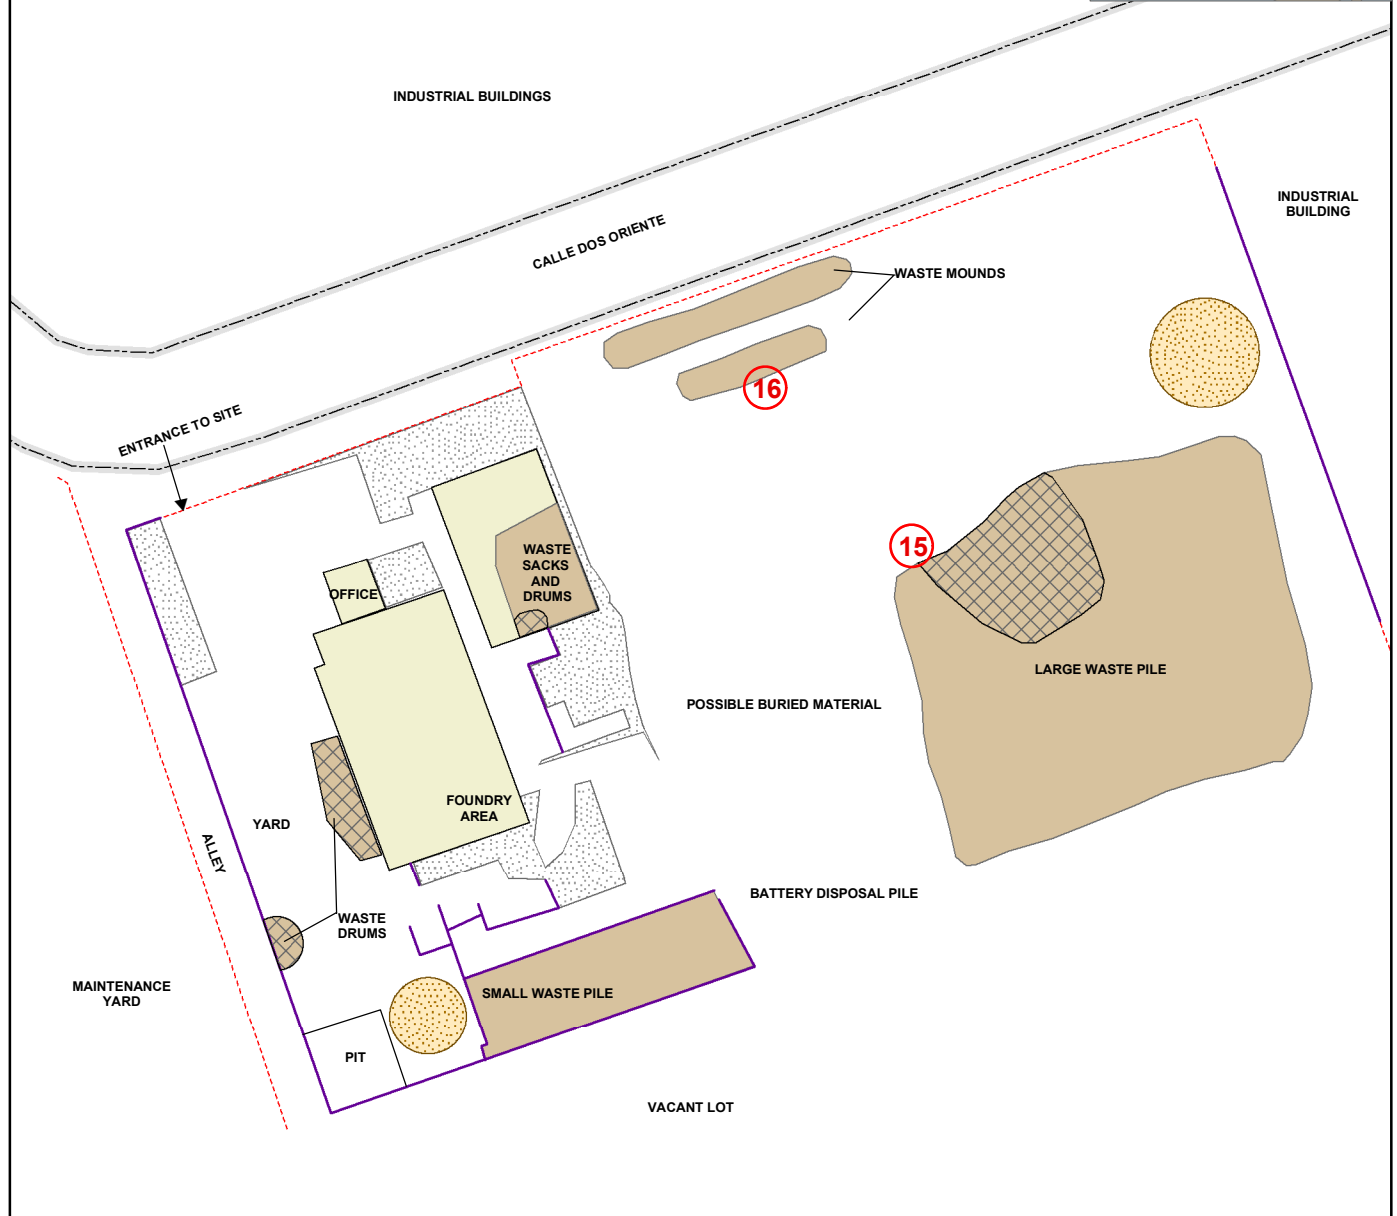 INDUSTRIAL BUILDINGS
INDUSTRIAL
BUILDING
CALLE DOS ORIENTE
WASTE MOUNDS
16
ENTRANCE TO SITE
15
WASTE
SACKS
AND
DRUMS
OFFICE
LARGE WASTE PILE
POSSIBLE BURIED MATERIAL
FOUNDRY
AREA
YARD
ALLEY
BATTERY DISPOSAL PILE
WASTE
DRUMS
MAINTENANCE
YARD
SMALL WASTE PILE
PIT
VACANT LOT